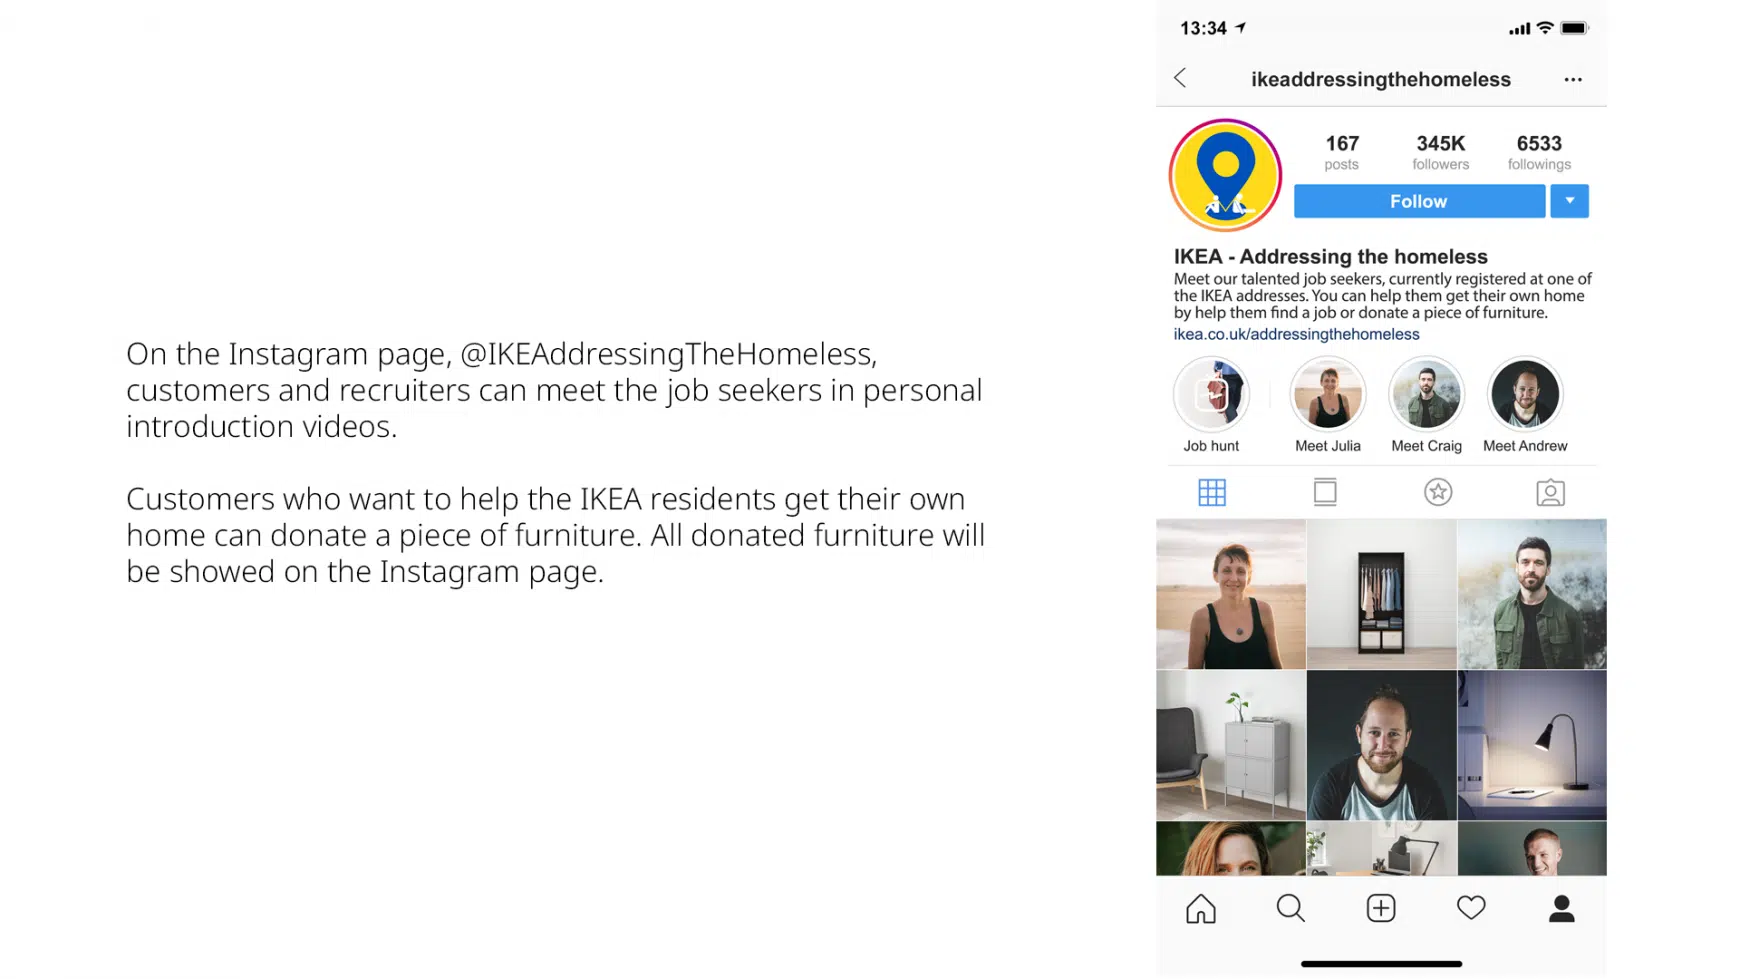 On the Instagram page, @IKEAddressingTheHomeless,
customers and recruiters can meet the job seekers in personal
introduction videos.
Customers who want to help the IKEA residents get their own
home can donate a piece of furniture. All donated furniture will
be showed on the Instagram page.
13:34
ikeaddressingthehomeless
167 345K 6533
posts followers followings
Follow
IKEA - Addressing the homeless
Meet our talented job seekers, currently registered at one of
the IKEA addresses. You can help them get their own home
by help them find a job or donate a piece of furniture.
ikea.co.uk/addressingthehomeless
Job hunt Meet Julia Meet Craig Meet Andrew